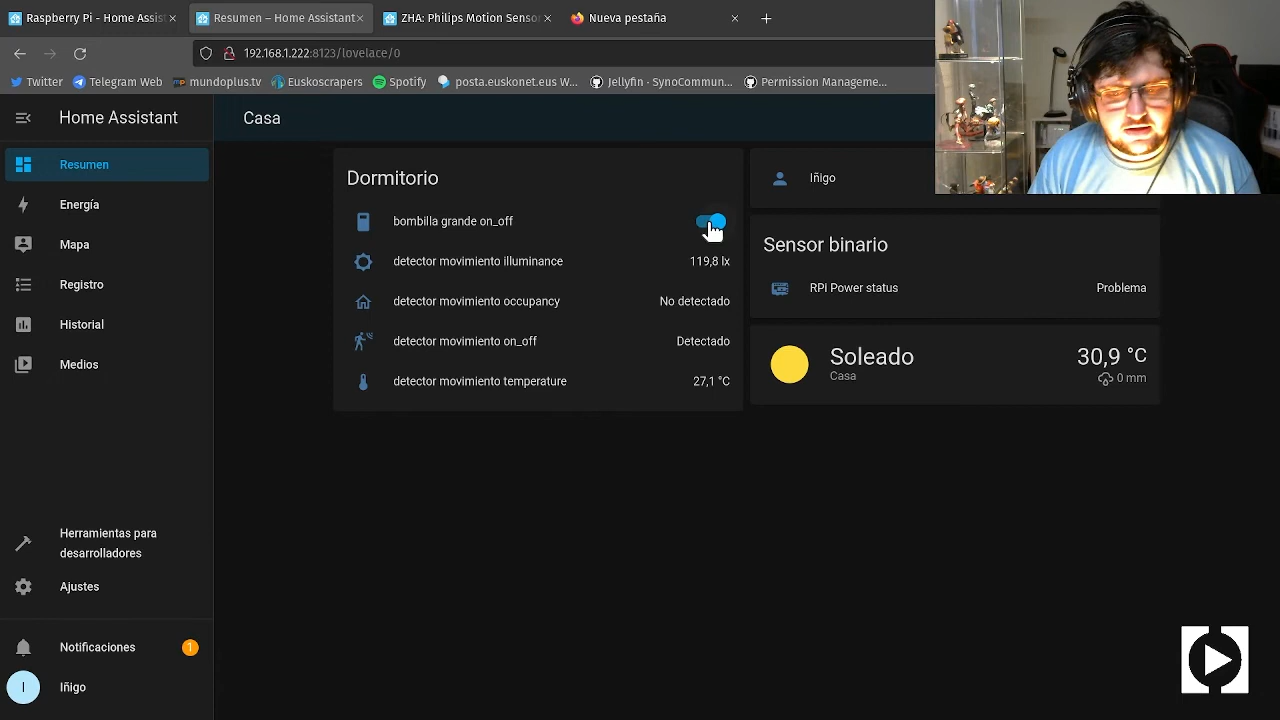 Raspberry Pi - Home Assist
Resumen – Home Assistant
ZHA: Philips Motion Sensor
Nueva pestaña
192.168.1.222:8123/lovelace/0
Twitter
Telegram Web
mundoplus.tv
Euskoscrapers
Spotify
posta.euskonet.eus W...
Jellyfin - SynoCommun...
Permission Manageme...
Home Assistant
Casa
Resumen
Energía
Mapa
Registro
Historial
Medios
Herramientas para
desarrolladores
Ajustes
Notificaciones 1
I Iñigo
Dormitorio
bombilla grande on_off
detector movimiento illuminance 119,8 lx
detector movimiento occupancy No detectado
detector movimiento on_off Detectado
detector movimiento temperature 27,1 °C
Iñigo
Sensor binario
RPI Power status Problema
Soleado 30,9 °C
Casa 0 mm